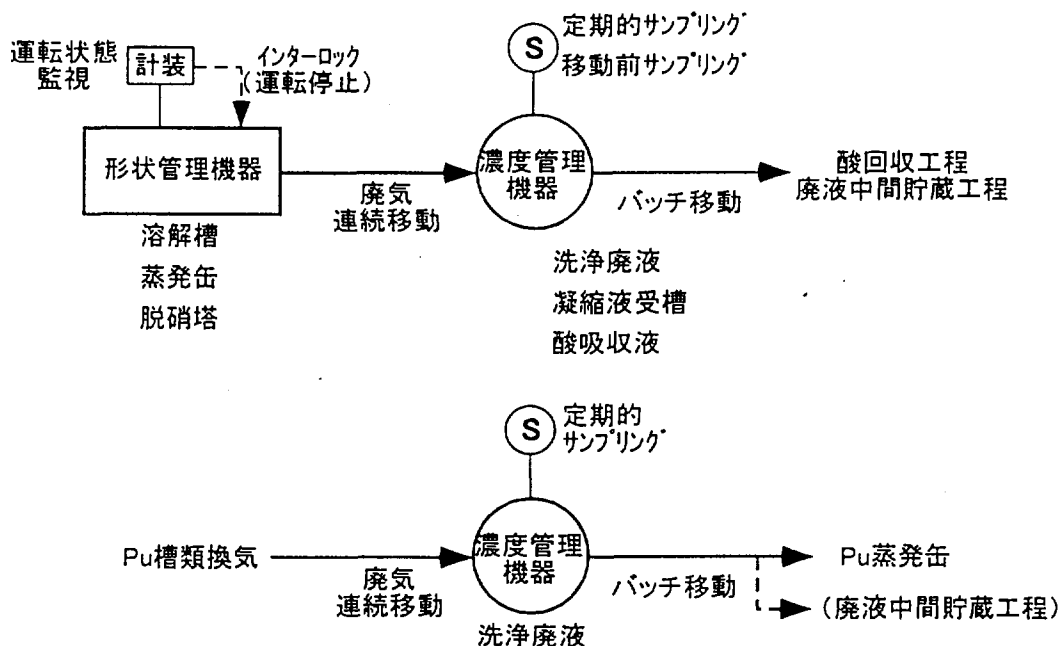 運転状態
監視
計装
インターロック
(運転停止)
S
定期的サンプリング
移動前サンプリング
形状管理機器
廃気
連続移動
濃度管理
機器
バッチ移動
酸回収工程
廃液中間貯蔵工程
溶解槽
蒸発缶
脱硝塔
洗浄廃液
凝縮液受槽
酸吸収液
S
定期的
サンプリング
Pu槽類換気
廃気
連続移動
濃度管理
機器
バッチ移動
Pu蒸発缶
(廃液中間貯蔵工程)
洗浄廃液